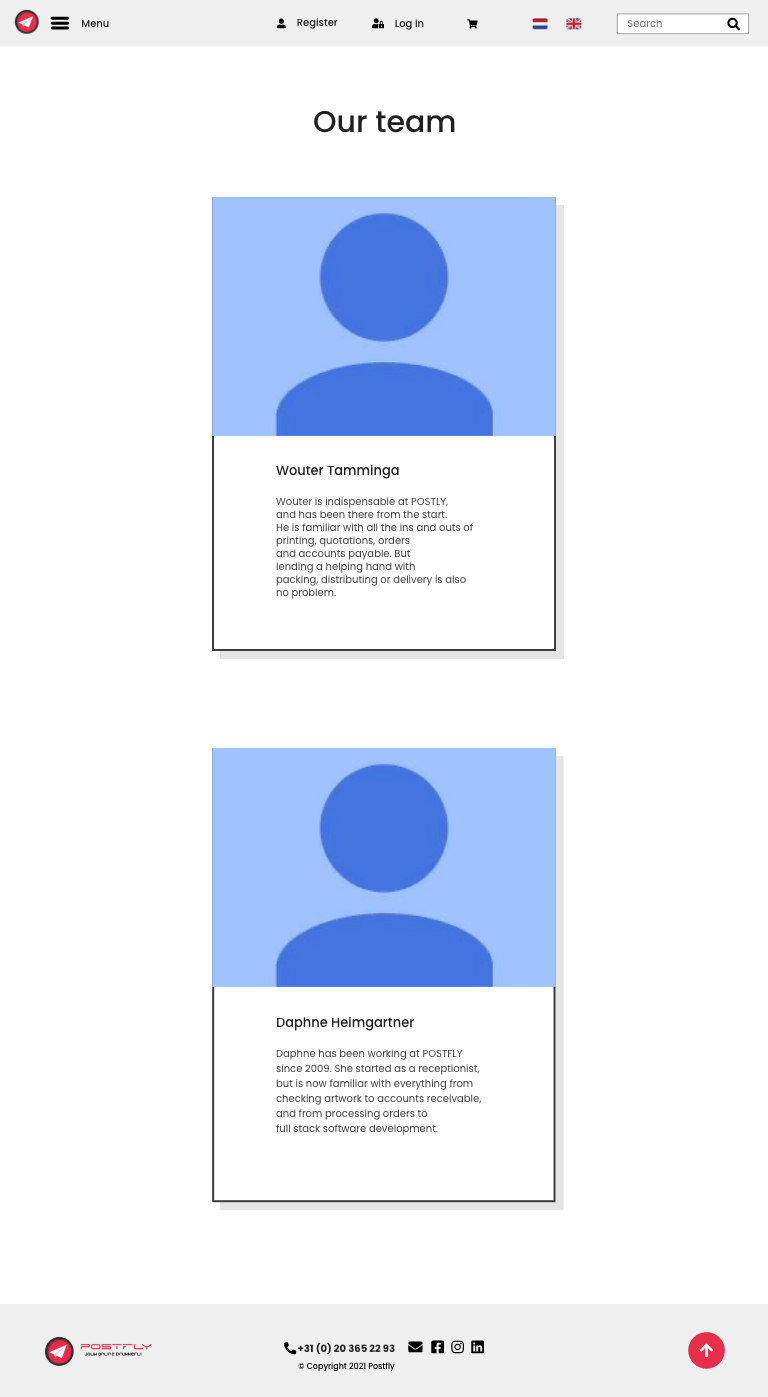 Menu
Register
Log in
Search
Our team
Wouter Tamminga
Wouter is indispensable at POSTLY,
and has been there from the start.
He is familiar with all the ins and outs of
printing, quotations, orders
and accounts payable. But
lending a helping hand with
packing, distributing or delivery is also
no problem.
Daphne Heimgartner
Daphne has been working at POSTFLY
since 2009. She started as a receptionist,
but is now familiar with everything from
checking artwork to accounts receivable,
and from processing orders to
full stack software development.
POSTFLY
JOUW ONLINE DRUKKERIJ
+31 (0) 20 365 22 93
© Copyright 2021 Postfly